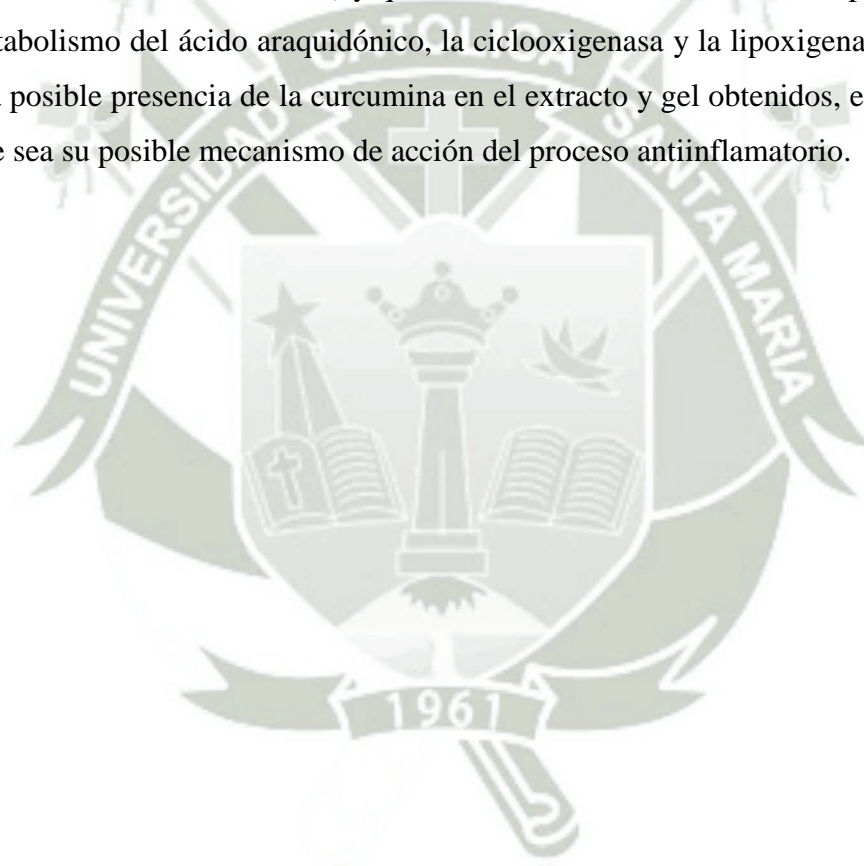 tabolismo del ácido araquidónico, la ciclooxigenasa y la lipoxigena
posible presencia de la curcumina en el extracto y gel obtenidos, e
e sea su posible mecanismo de acción del proceso antiinflamatorio.
UNIVERSIDAD CATOLICA SANTA MARIA
1961